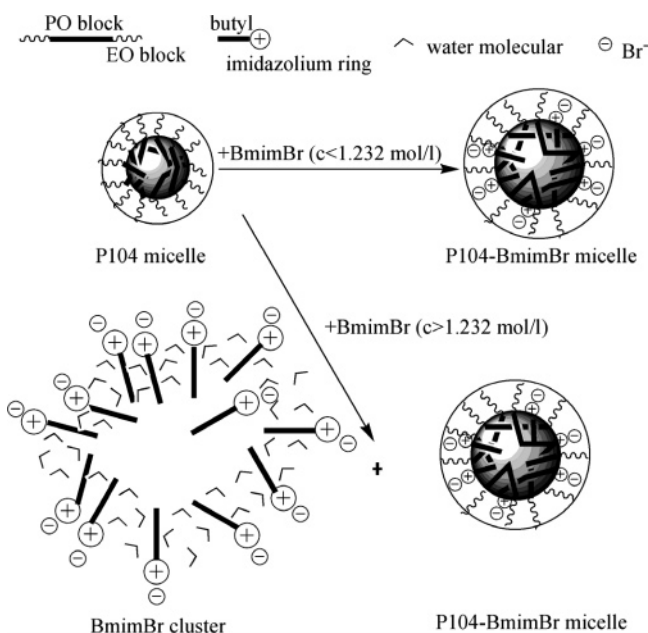 PO block
EO block
butyl
imidazolium ring
water molecular
Br⁻
+BmimBr (c<1.232 mol/l)
P104 micelle
P104-BmimBr micelle
+BmimBr (c>1.232 mol/l)
+
BmimBr cluster
P104-BmimBr micelle